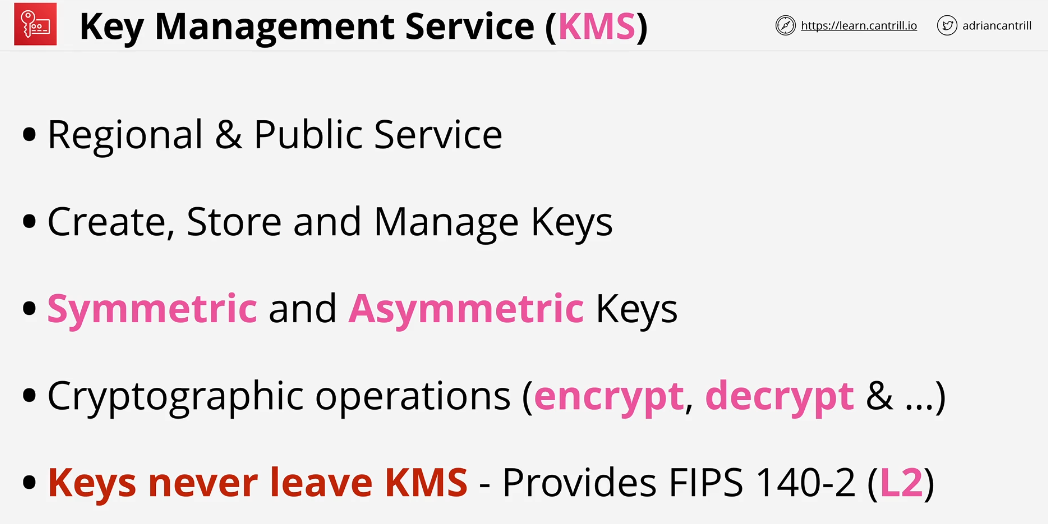 Key Management Service (KMS)
https://learn.cantrill.io
adriancantrill
• Regional & Public Service
• Create, Store and Manage Keys
• Symmetric and Asymmetric Keys
• Cryptographic operations (encrypt, decrypt & ...)
• Keys never leave KMS - Provides FIPS 140-2 (L2)